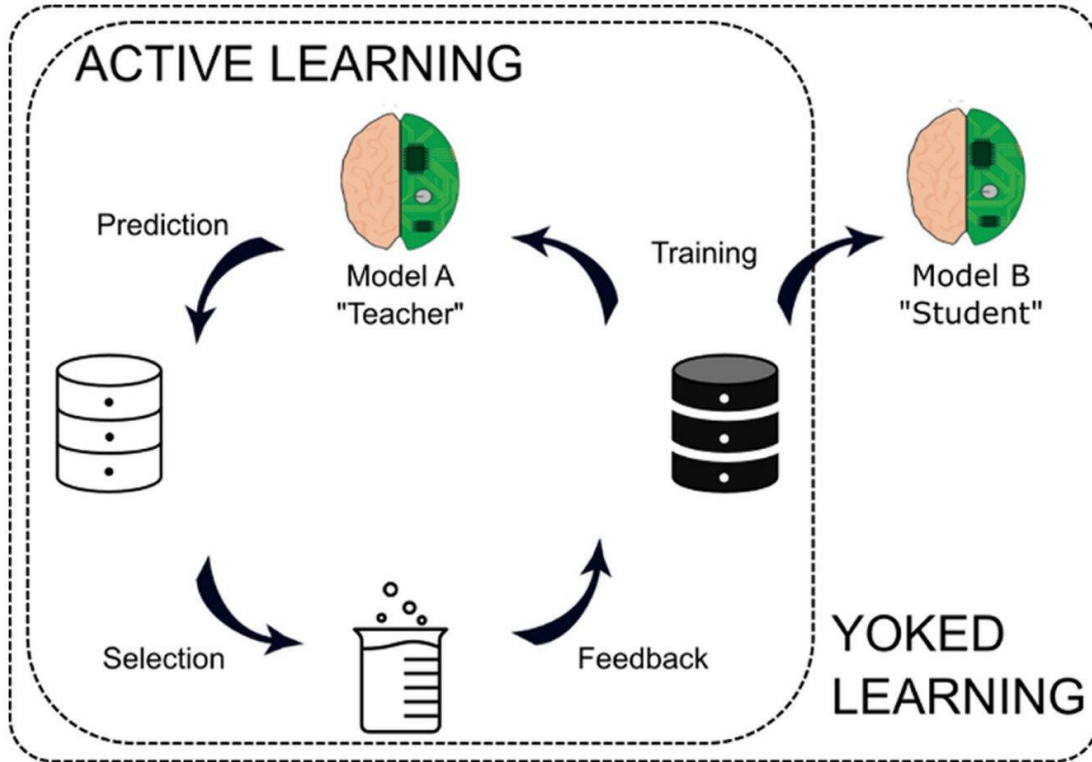 ACTIVE LEARNING
Prediction
Model A
"Teacher"
Training
Model B
"Student"
Selection
Feedback
YOKED
LEARNING